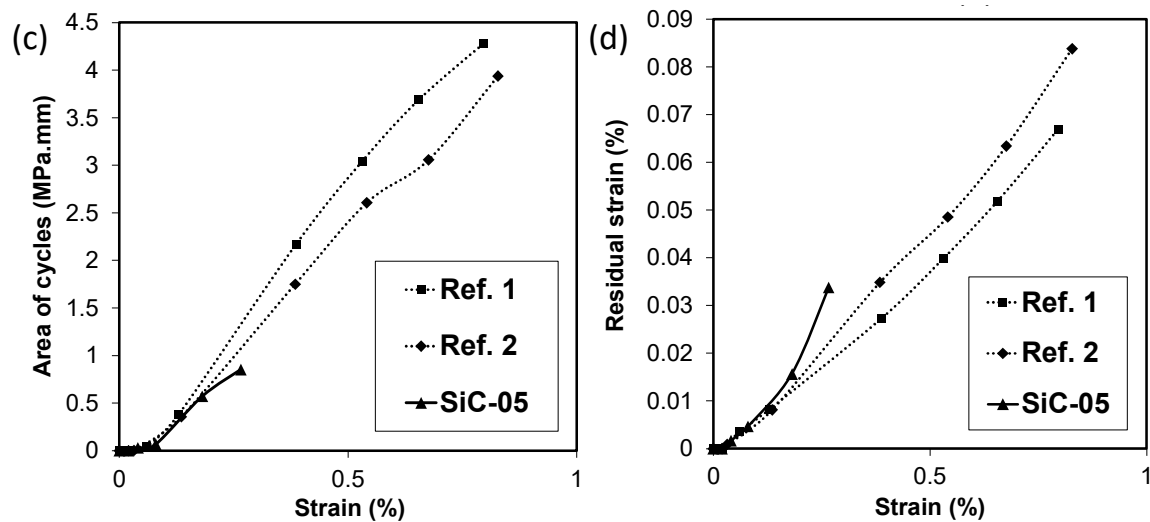 (c)
Area of cycles (MPa.mm)
4.5
4
3.5
3
2.5
2
1.5
1
0.5
0
0
0.5
1
Strain (%)
Ref. 1
Ref. 2
SiC-05
(d)
Residual strain (%)
0.09
0.08
0.07
0.06
0.05
0.04
0.03
0.02
0.01
0
0
0.5
1
Strain (%)
Ref. 1
Ref. 2
SiC-05